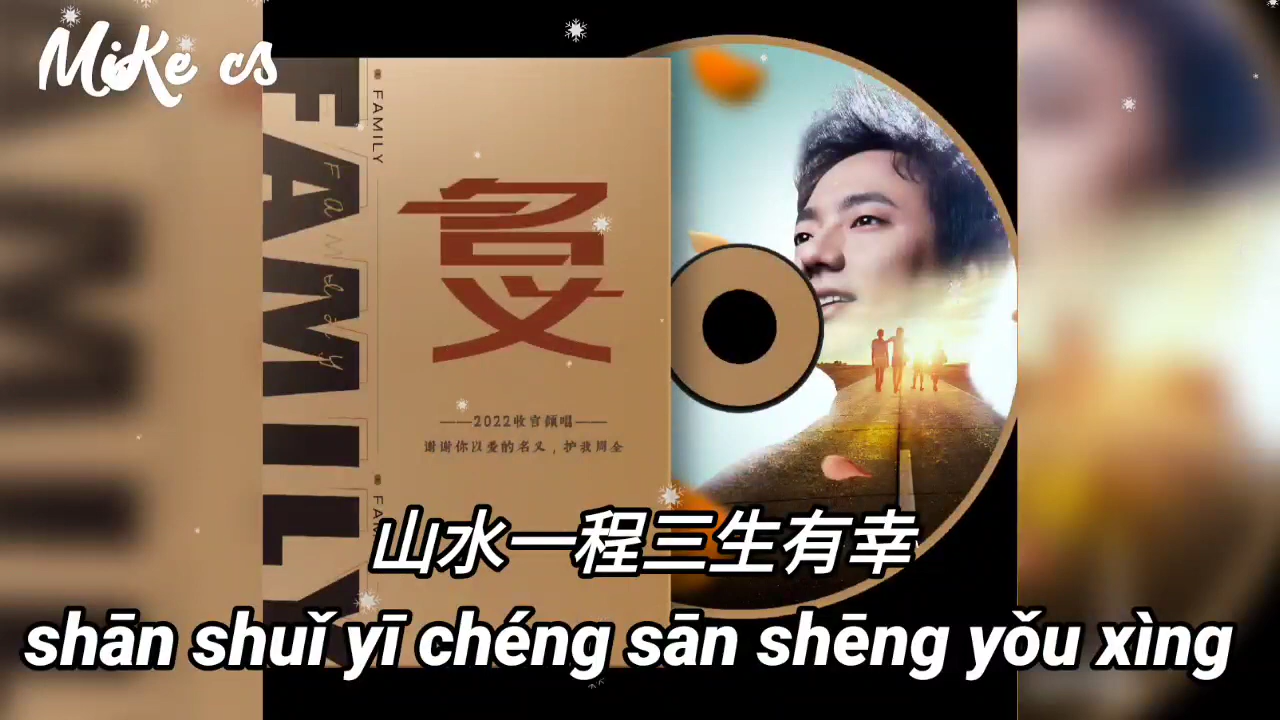 MiKe cs
FAMILY
FAMILY
Family
——2022收官颜唱——
谢谢你以爱的名义，护我周全
FAM
山水一程三生有幸
shān shuǐ yī chéng sān shēng yǒu xìng